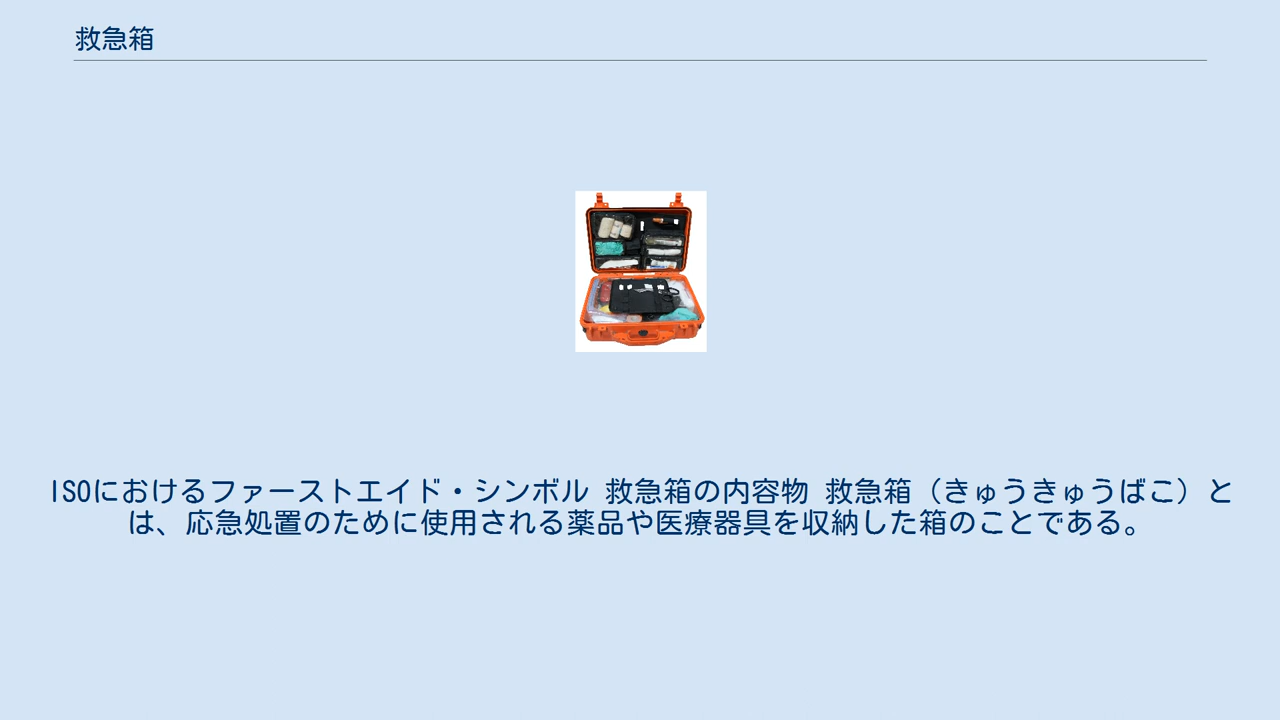 救急箱
ISOにおけるファーストエイド・シンボル 救急箱の内容物 救急箱（きゅうきゅうばこ）と
は、応急処置のために使用される薬品や医療器具を収納した箱のことである。